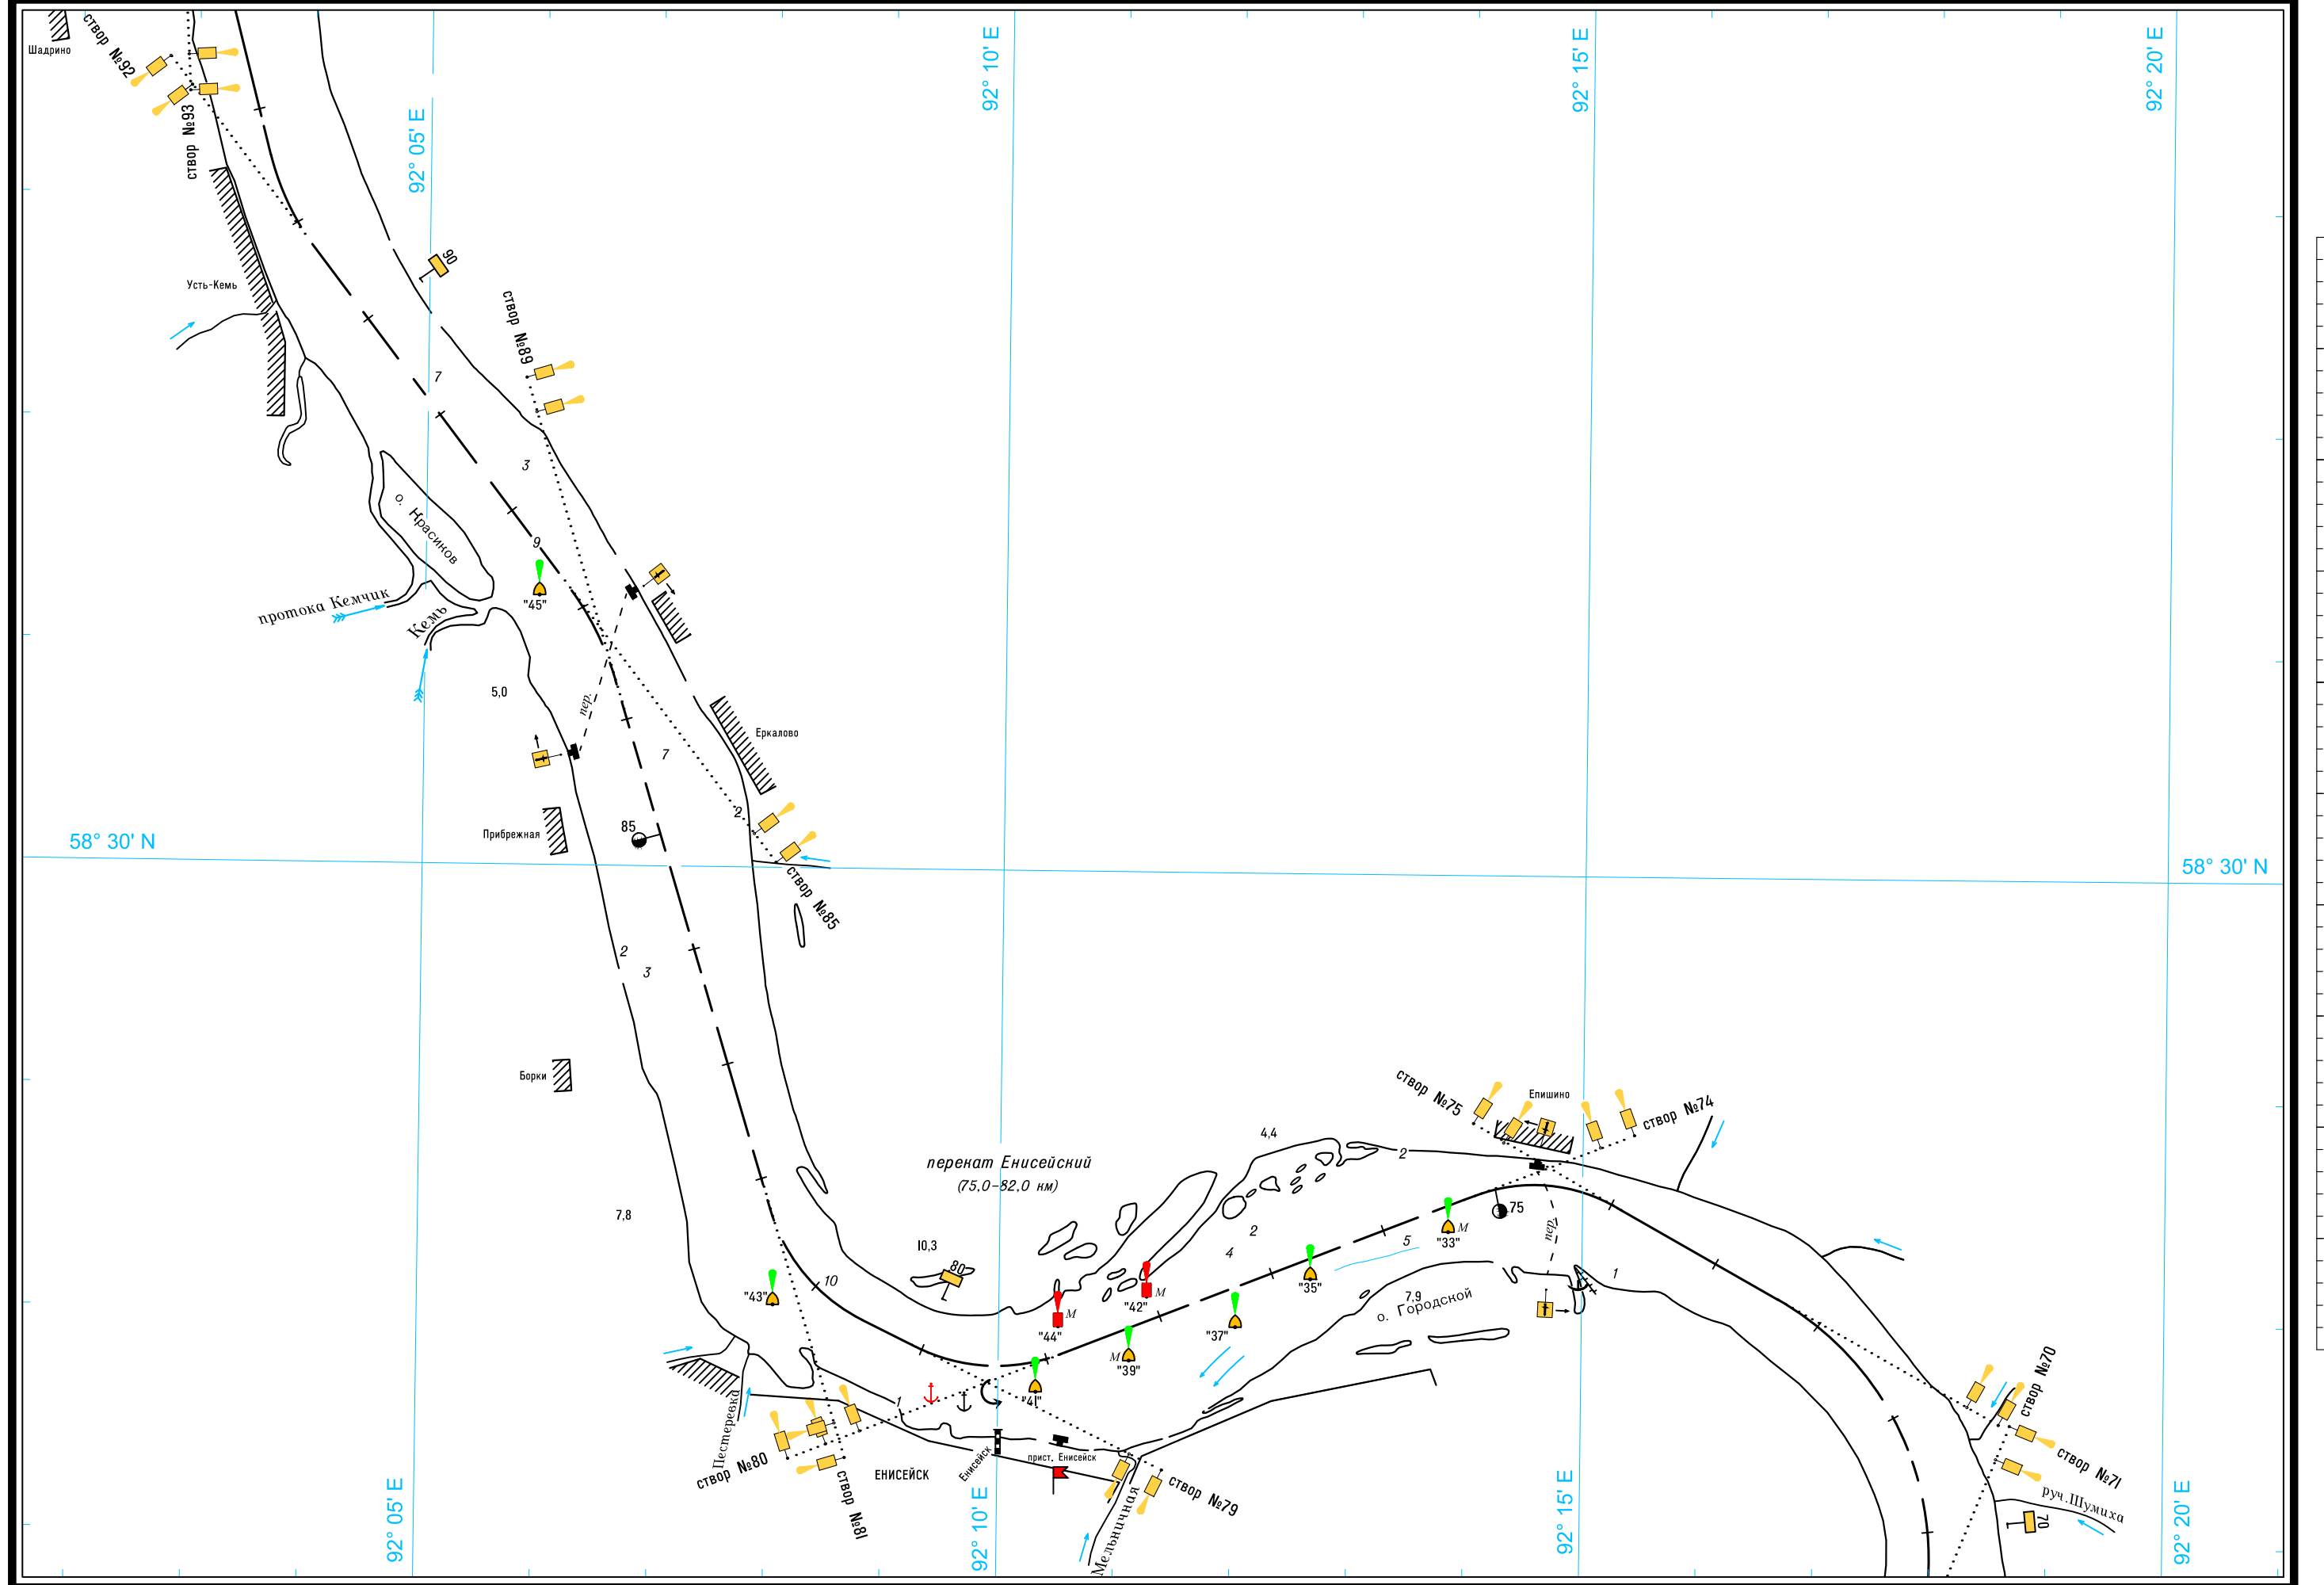 створ №92
Шадрино
створ №93
92° 05' E
92° 10' E
92° 15' E
92° 20' E
90
Усть-Кемь
створ №89
7
3
о. Красиков
9
"45"
протока Кемчик
Кемь
5,0
пер.
7
Еркалово
2
Прибрежная
85
58° 30' N
58° 30' N
створ №85
2
3
Борки
створ №75
Епишино
створ №74
4,4
2
перекат Енисейский
(75,0-82,0 км)
7,8
10,3
80
2
4
5
М
"33"
75
пер.
1
10
"43"
"44"
М
"42"
М
"35"
"37"
7,9
о. Городской
М
"39"
"41"
1
Пестеревка
створ №80
створ №81
ЕНИСЕЙСК
Енисейск
прист. Енисейск
Мельничная
створ №79
створ №70
створ №71
руч.Шумиха
70
92° 05' E
92° 10' E
92° 15' E
92° 20' E